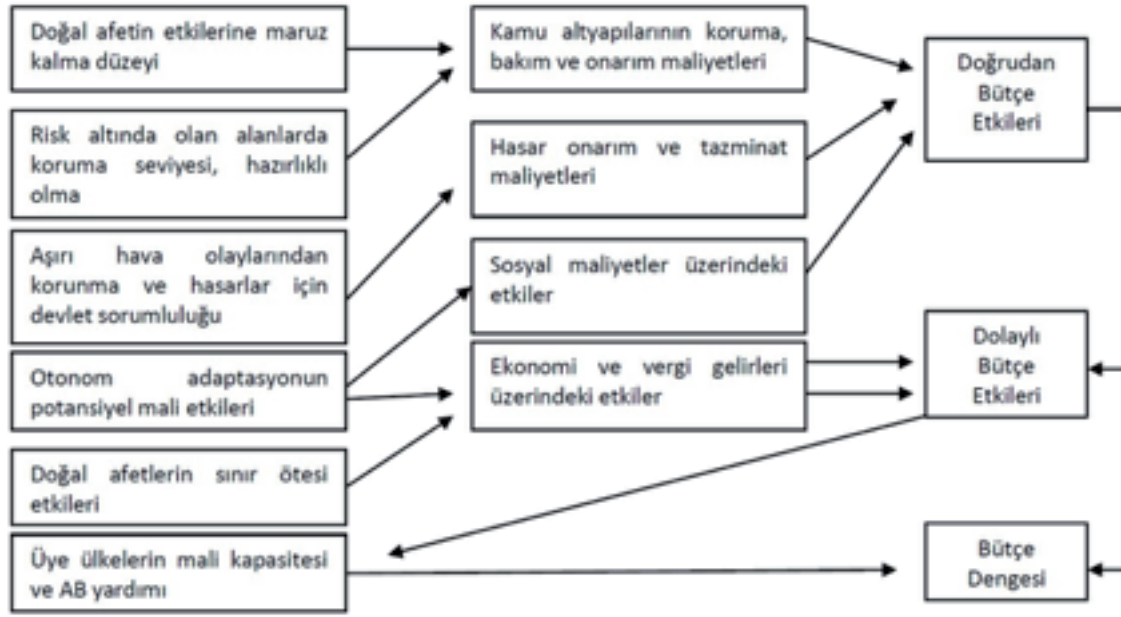 Doğal afetin etkilerine maruz
kalma düzeyi
Risk altında olan alanlarda
koruma seviyesi, hazırlıklı
olma
Aşırı hava olaylarından
korunma ve hasarlar için
devlet sorumluluğu
Otonom adaptasyonun
potansiyel mali etkileri
Doğal afetlerin sınır ötesi
etkileri
Üye ülkelerin mali kapasitesi
ve AB yardımı
Kamu altyapılarının koruma,
bakım ve onarım maliyetleri
Hasar onarım ve tazminat
maliyetleri
Sosyal maliyetler üzerindeki
etkiler
Ekonomi ve vergi gelirleri
üzerindeki etkiler
Doğrudan
Bütçe
Etkileri
Dolaylı
Bütçe
Etkileri
Bütçe
Dengesi